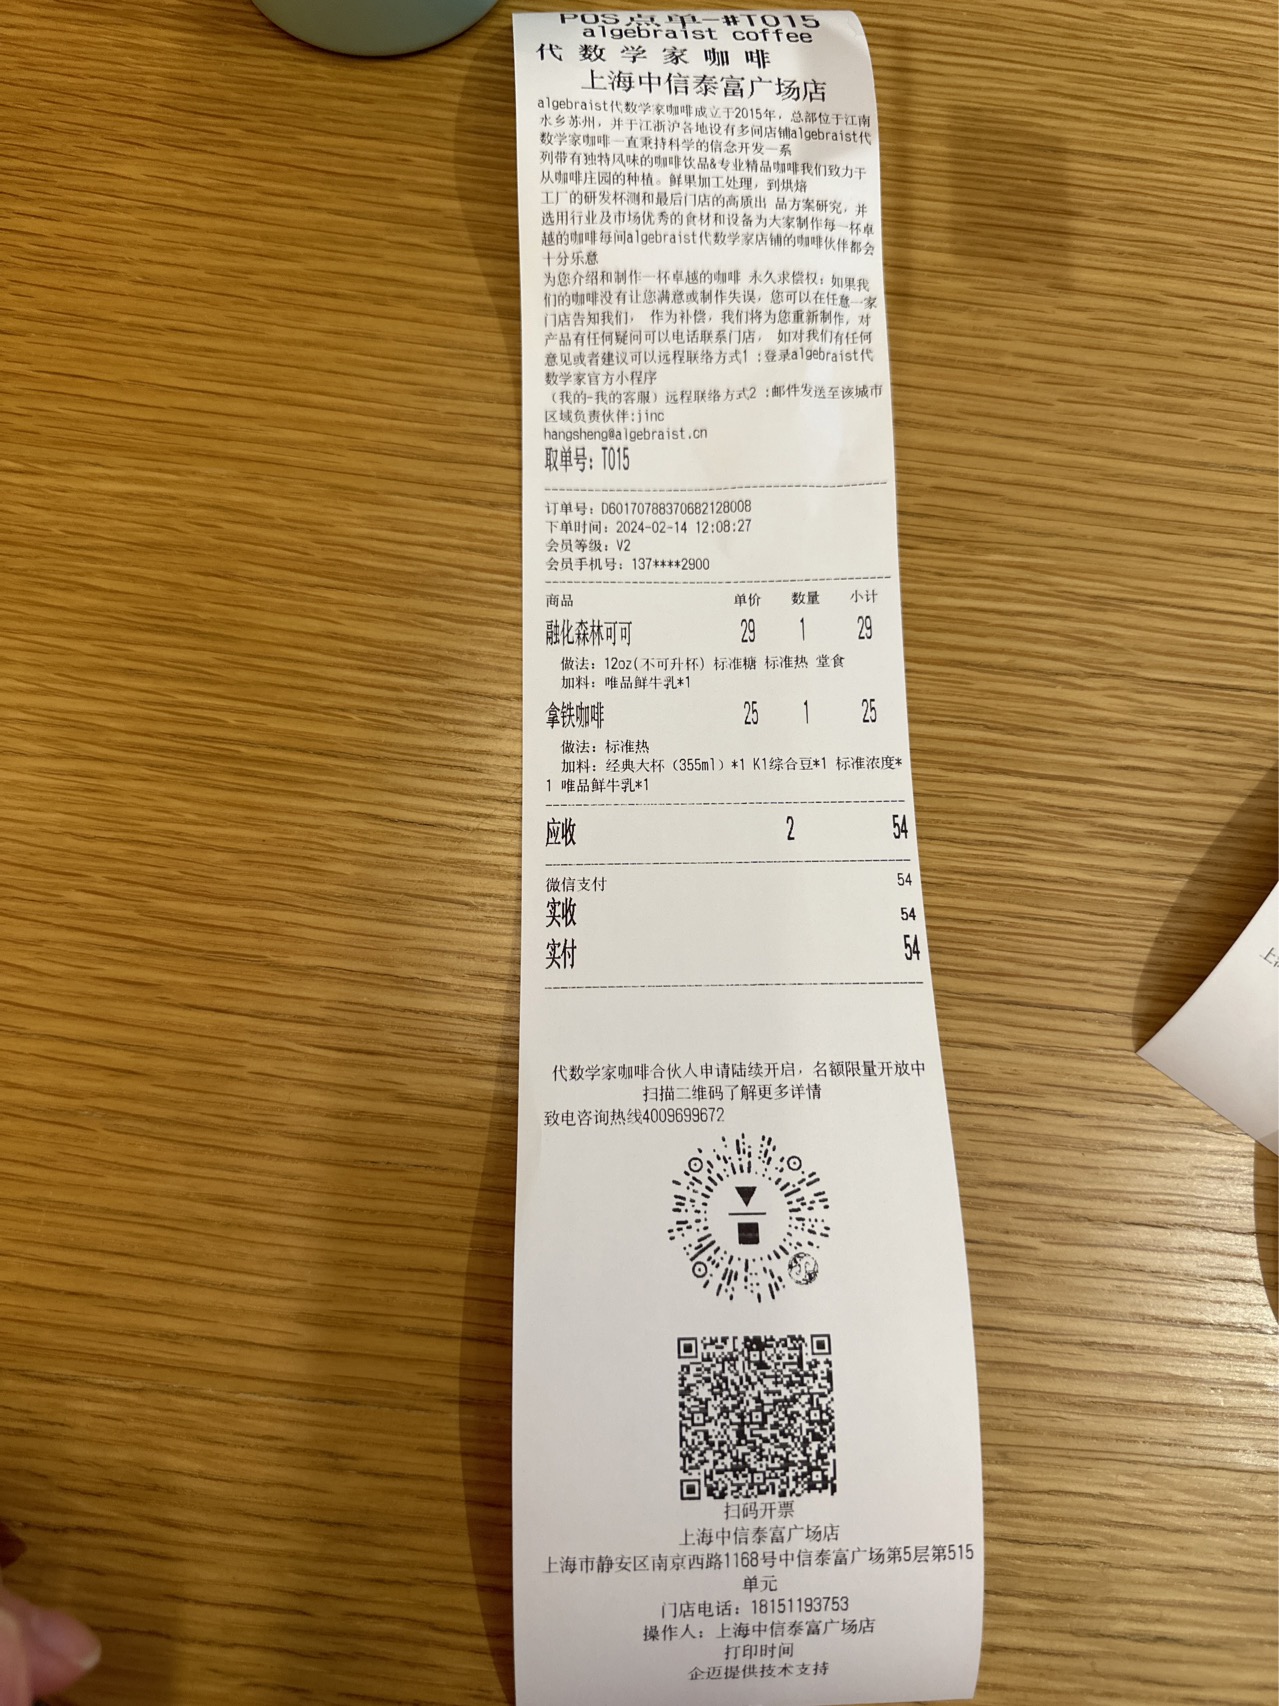 POS点单-#T015
algebraist coffee
代数学家咖啡
上海中信泰富广场店
algebraist代数学家咖啡成立于2015年，总部位于江南
水乡苏州，并于江浙沪各地设有多间店铺algebraist代
数学家咖啡一直秉持科学的信念开发一系
列带有独特风味的咖啡饮品&专业精品咖啡我们致力于
从咖啡庄园的种植。鲜果加工处理，到烘焙
工厂的研发杯测和最后门店的高质出 品方案研究，并
选用行业及市场优秀的食材和设备为大家制作每一杯卓
越的咖啡每间algebraist代数学家店铺的咖啡伙伴都会
十分乐意
为您介绍和制作一杯卓越的咖啡 永久求偿权：如果我
们的咖啡没有让您满意或制作失误，您可以在任意一家
门店告知我们， 作为补偿，我们将为您重新制作，对
产品有任何疑问可以电话联系门店， 如对我们有任何
意见或者建议可以远程联络方式1 :登录algebraist代
数学家官方小程序
（我的-我的客服）远程联络方式2 :邮件发送至该城市
区域负责伙伴:jinc
hangsheng@algebraist.cn
取单号：T015
订单号：D60170788370682128008
下单时间：2024-02-14 12:08:27
会员等级：V2
会员手机号：137****2900
商品 单价 数量 小计
融化森林可可 29 1 29
做法：12oz(不可升杯) 标准糖 标准热 堂食
加料：唯品鲜牛乳*1
拿铁咖啡 25 1 25
做法：标准热
加料：经典大杯（355ml）*1 K1综合豆*1 标准浓度*
1 唯品鲜牛乳*1
应收 2 54
微信支付 54
实收 54
实付 54
代数学家咖啡合伙人申请陆续开启，名额限量开放中
扫描二维码了解更多详情
致电咨询热线4009699672
扫码开票
上海中信泰富广场店
上海市静安区南京西路1168号中信泰富广场第5层第515
单元
门店电话：18151193753
操作人：上海中信泰富广场店
打印时间
企迈提供技术支持